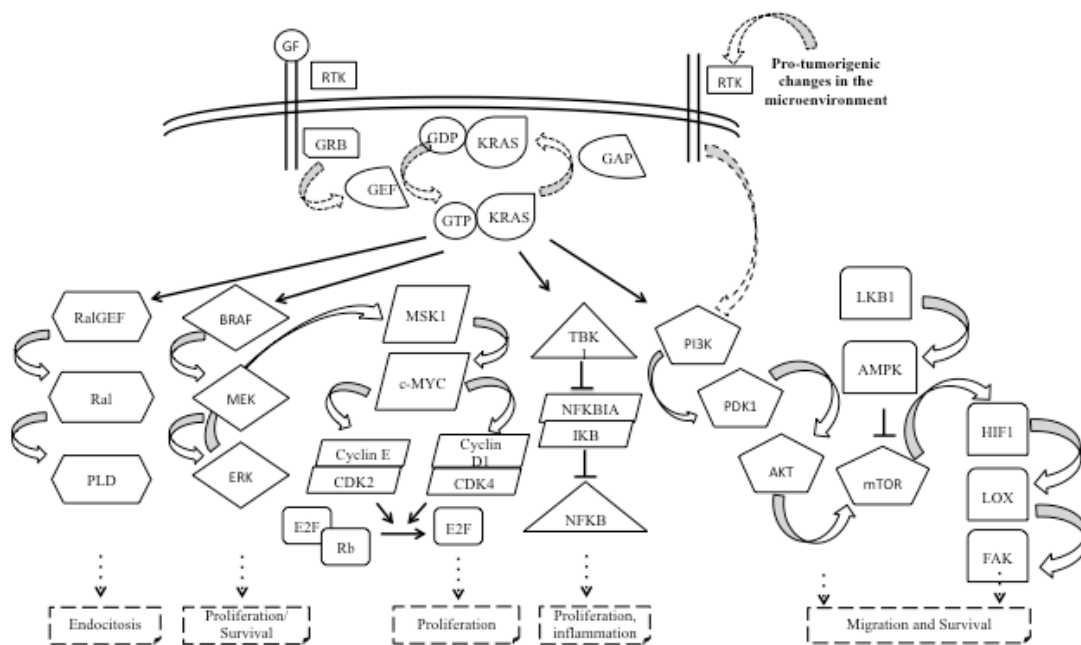 GF
RTK
RTK
Pro-tumorigenic
changes in the
microenvironment
GRB
GDP
KRAS
GAP
GEF
GTP
KRAS
RalGEF
BRAF
MSK1
TBK
1
PI3K
LKB1
Ral
MEK
c-MYC
NFKBIA
IKB
PDK1
AMPK
HIF1
PLD
ERK
Cyclin E
CDK2
Cyclin
D1
CDK4
NFKB
AKT
mTOR
LOX
E2F
Rb
E2F
FAK
Endocitosis
Proliferation/
Survival
Proliferation
Proliferation,
inflammation
Migration and Survival